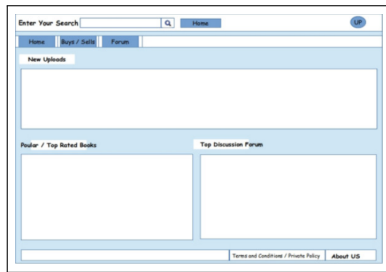 Enter Your Search
Home
UP
Home
Buys / Sells
Forum
New Uploads
Poular / Top Rated Books
Top Discussion Forum
Terms and Conditions / Private Policy
About US